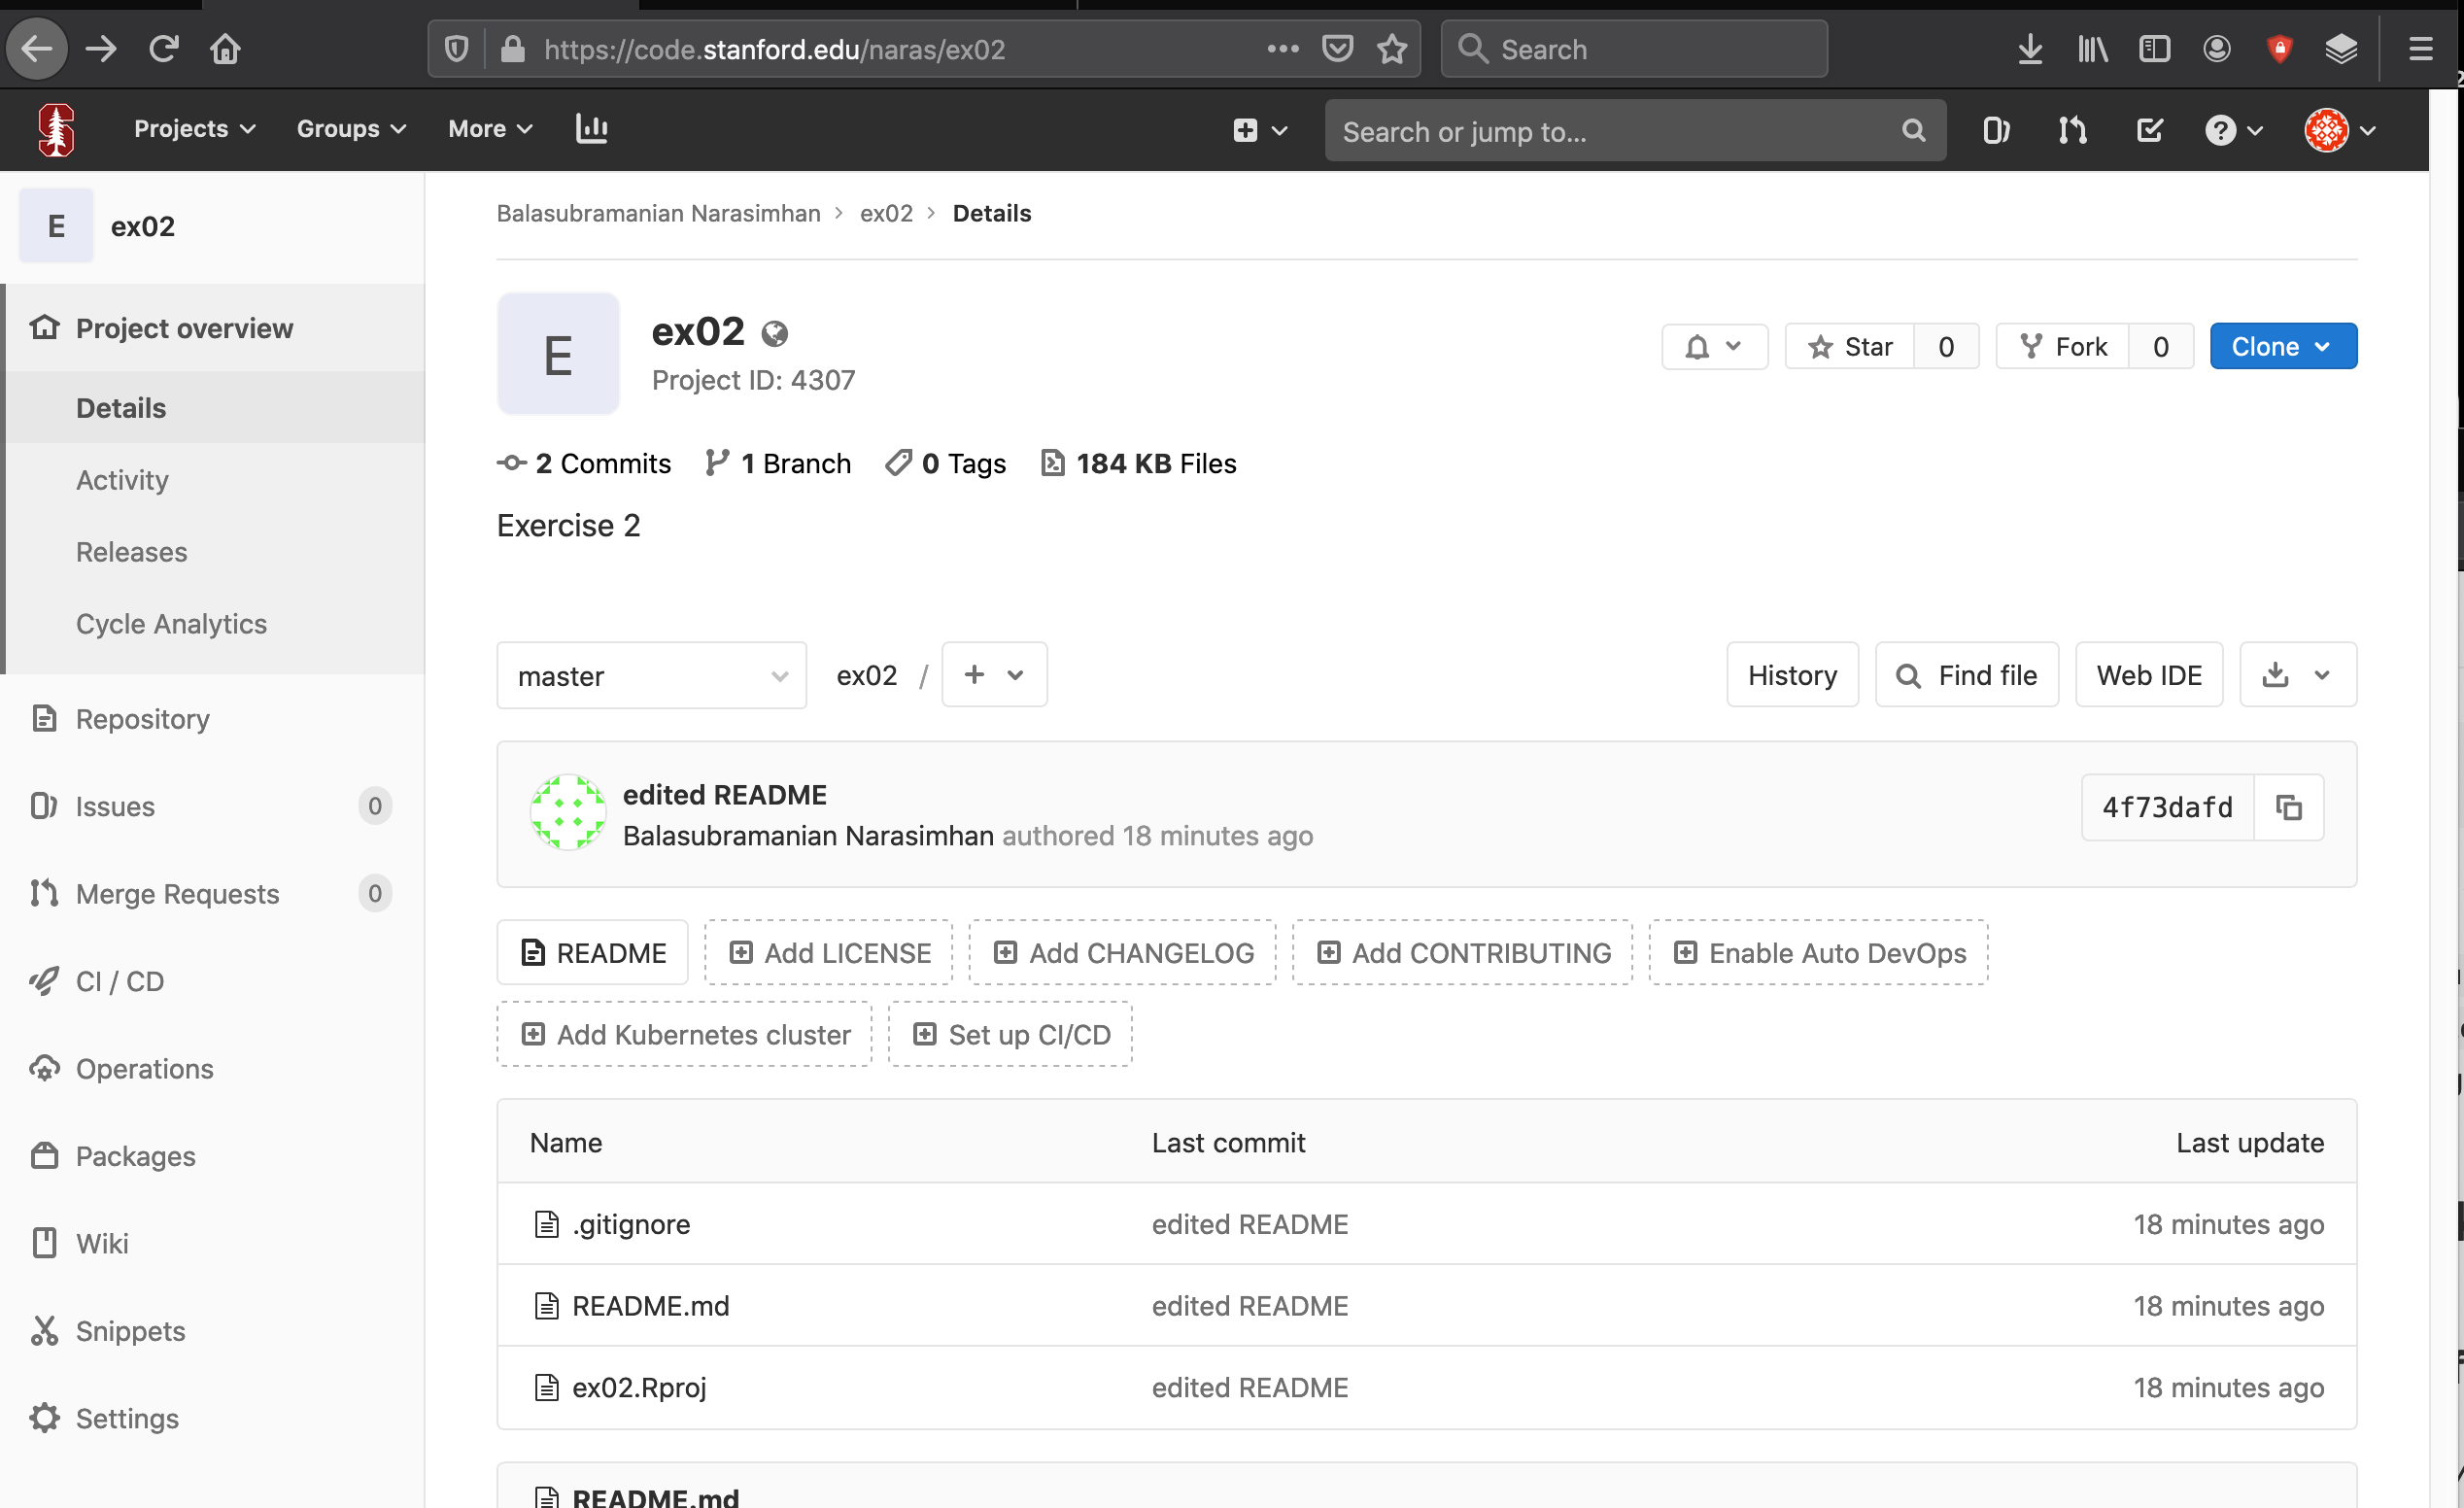 https://code.stanford.edu/naras/ex02
Search
Projects
Groups
More
Search or jump to...
E
ex02
Project overview
Details
Activity
Releases
Cycle Analytics
Repository
Issues 0
Merge Requests 0
CI / CD
Operations
Packages
Wiki
Snippets
Settings
Balasubramanian Narasimhan > ex02 > Details
E
ex02
Project ID: 4307
Star 0
Fork 0
Clone
2 Commits 1 Branch 0 Tags 184 KB Files
Exercise 2
master
ex02 / +
History
Find file
Web IDE
edited README
Balasubramanian Narasimhan authored 18 minutes ago
4f73dafd
README
Add LICENSE
Add CHANGELOG
Add CONTRIBUTING
Enable Auto DevOps
Add Kubernetes cluster
Set up CI/CD
Name Last commit Last update
.gitignore edited README 18 minutes ago
README.md edited README 18 minutes ago
ex02.Rproj edited README 18 minutes ago
README.md